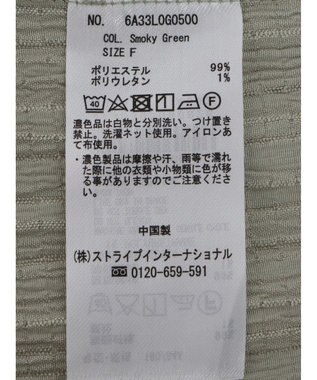 NO. 6A33L0G0500
COL. Smoky Green
SIZE F
ポリエステル 99%
ポリウレタン 1%
40 F
濃色品は白物と分別洗い。つけ置き禁止。洗濯ネット使用。アイロンあて布使用。
・濃色製品は摩擦や汗、雨等で濡れた際に他の衣類や小物類に色が移る事がありますのでご注意ください。
中国製
(株)ストライプインターナショナル
0120-659-591